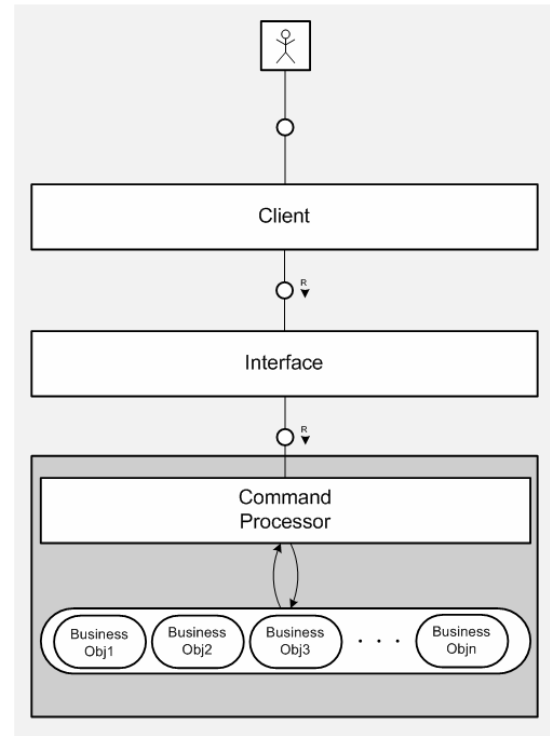 Client
R
Interface
R
Command
Processor
Business
Obj1
Business
Obj2
Business
Obj3
. . .
Business
Objn